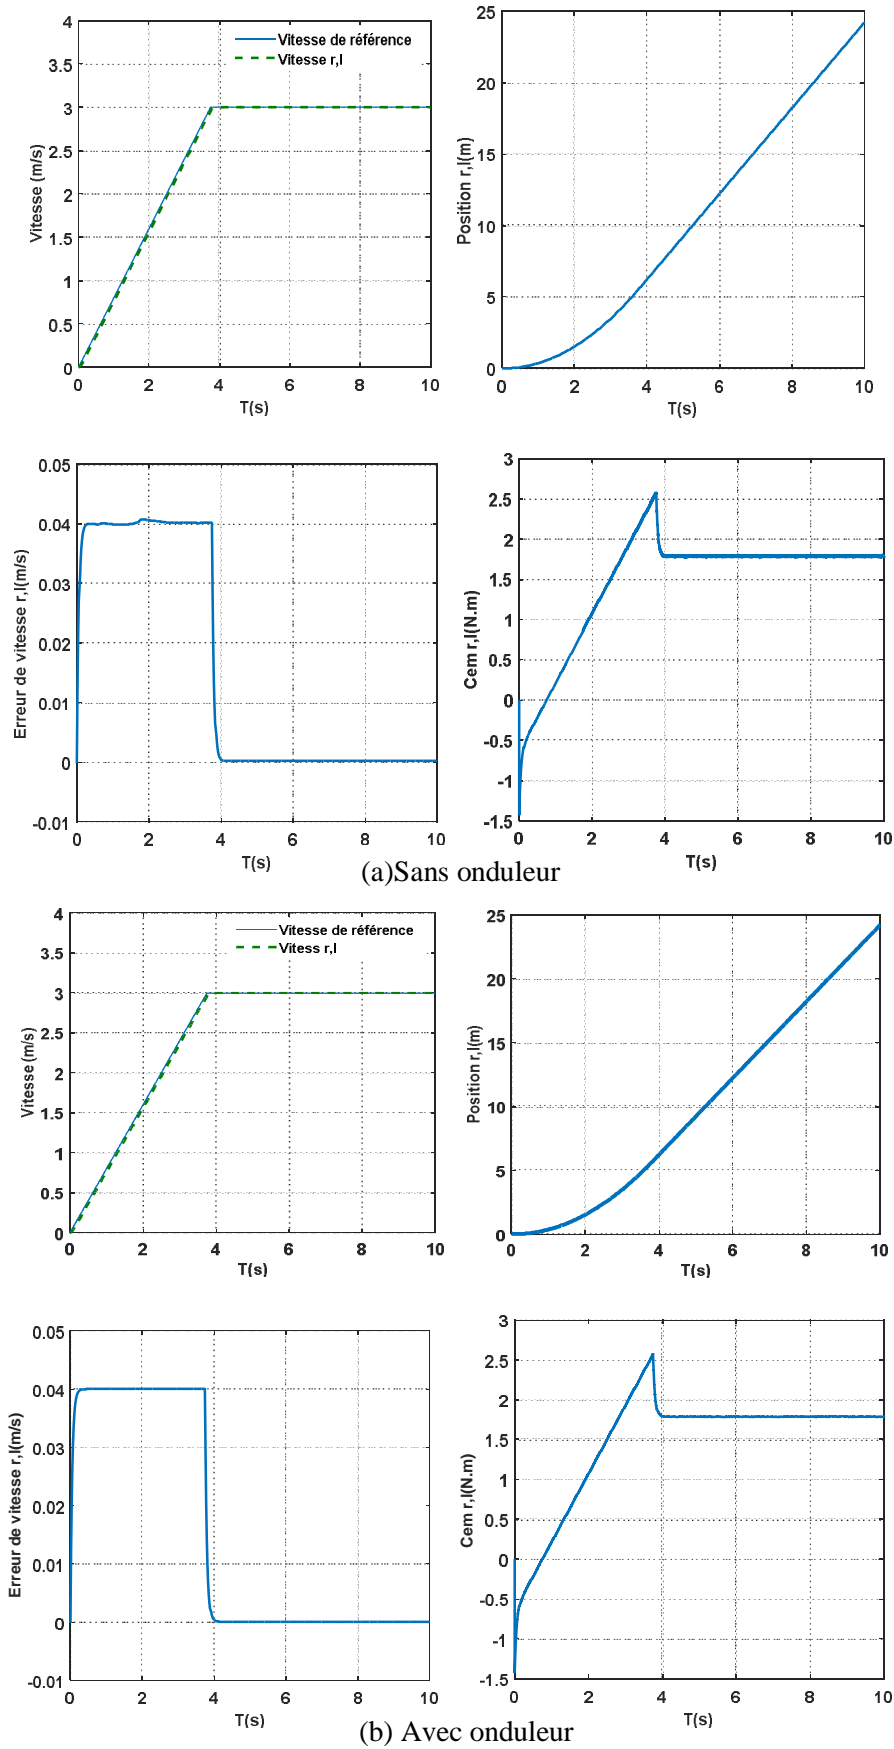 4
3.5
3
2.5
2
1.5
1
0.5
0
0 2 4 6 8 10
Vitesse (m/s)
T(s)
Vitesse de référence
Vitesse r,l
25
20
15
10
5
0
0 2 4 6 8 10
Position r,l(m)
T(s)
0.05
0.04
0.03
0.02
0.01
0
-0.01
0 2 4 6 8 10
Erreur de vitesse r,l(m/s)
T(s)
3
2.5
2
1.5
1
0.5
0
-0.5
-1
-1.5
0 2 4 6 8 10
Cem r,l(N.m)
T(s)
(a)Sans onduleur
4
3.5
3
2.5
2
1.5
1
0.5
0
0 2 4 6 8 10
Vitesse (m/s)
T(s)
Vitesse de référence
Vitess r,l
25
20
15
10
5
0
0 2 4 6 8 10
Position r,l(m)
T(s)
0.05
0.04
0.03
0.02
0.01
0
-0.01
0 2 4 6 8 10
Erreur de vitesse r,l(m/s)
T(s)
3
2.5
2
1.5
1
0.5
0
-0.5
-1
-1.5
0 2 4 6 8 10
Cem r,l(N.m)
T(s)
(b) Avec onduleur